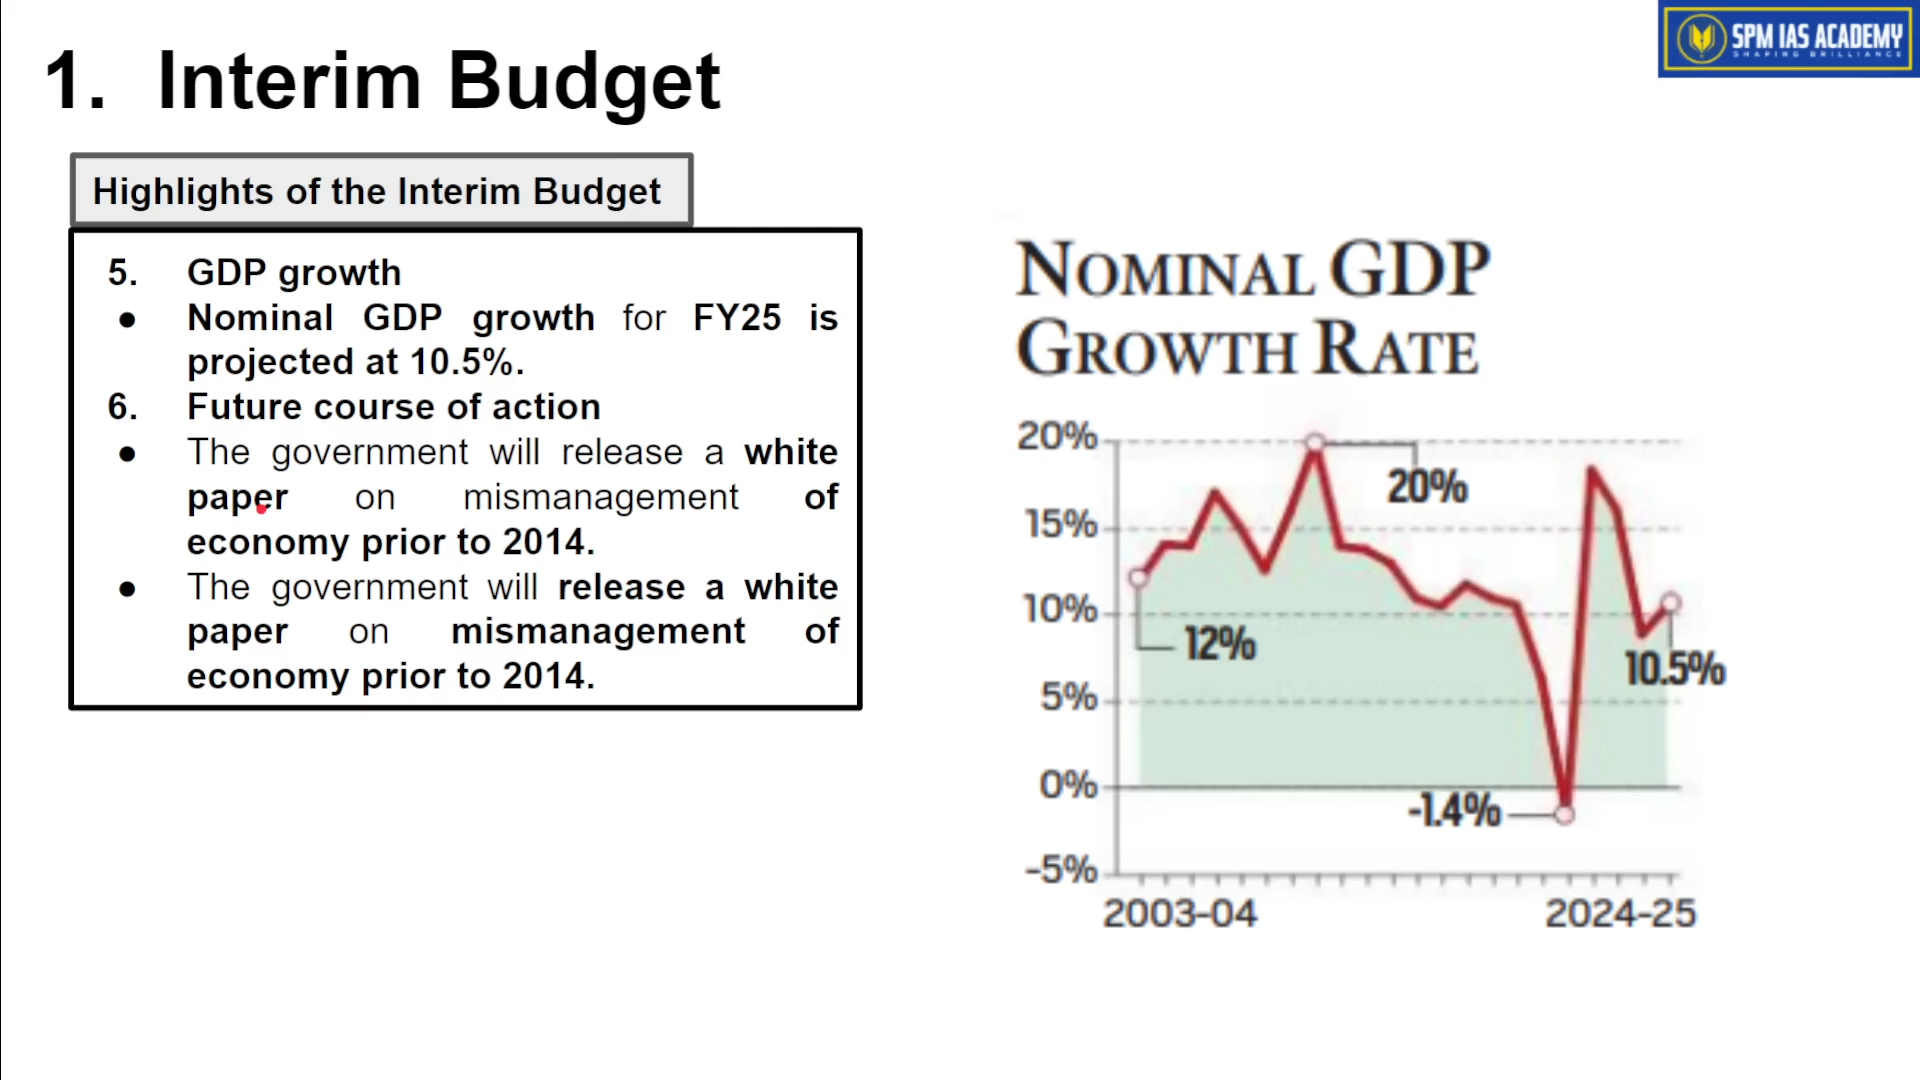 1. Interim Budget
SPM IAS ACADEMY
SHAPING BRILLIANCE
Highlights of the Interim Budget
5. GDP growth
● Nominal GDP growth for FY25 is
projected at 10.5%.
6. Future course of action
● The government will release a white
paper on mismanagement of
economy prior to 2014.
● The government will release a white
paper on mismanagement of
economy prior to 2014.
NOMINAL GDP
GROWTH RATE
20%
20%
15%
10%
12%
10.5%
5%
0%
-1.4%
-5%
2003-04 2024-25